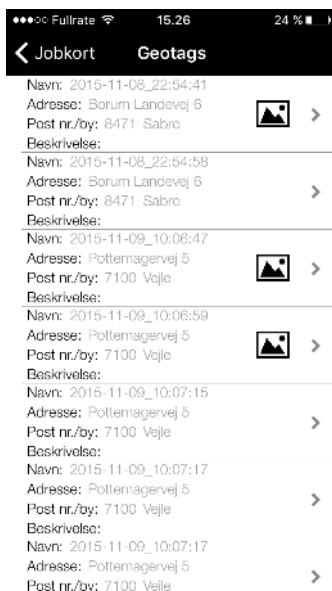 Fullrate 15.26 24 %
Jobkort Geotags
Navn: 2015-11-08_22:54:41
Adresse: Borum Landevej 6
Post nr./by: 8471 Sabro
Beskrivelse:
Navn: 2015-11-08_22:54:58
Adresse: Borum Landevej 6
Post nr./by: 8471 Sabro
Beskrivelse:
Navn: 2015-11-09_10:06:47
Adresse: Pottemagervej 5
Post nr./by: 7100 Vejle
Beskrivelse:
Navn: 2015-11-09_10:06:59
Adresse: Pottemagervej 5
Post nr./by: 7100 Vejle
Beskrivelse:
Navn: 2015-11-09_10:07:15
Adresse: Pottemagervej 5
Post nr./by: 7100 Vejle
Beskrivelse:
Navn: 2015-11-09_10:07:17
Adresse: Pottemagervej 5
Post nr./by: 7100 Vejle
Beskrivelse:
Navn: 2015-11-09_10:07:17
Adresse: Pottemagervej 5
Post nr./by: 7100 Vejle